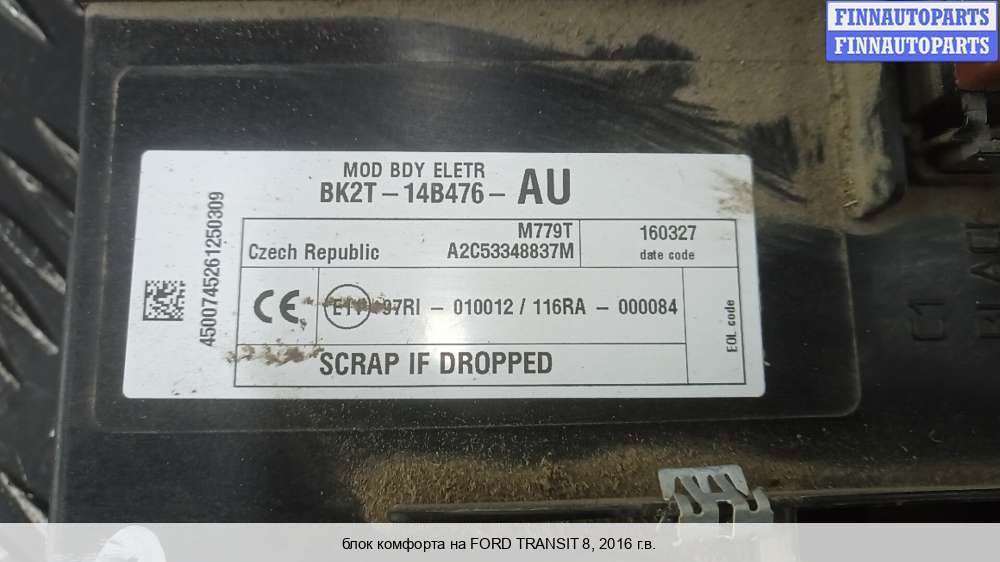 FINNAUTOPARTS
FINNAUTOPARTS
MOD BDY ELETR
BK2T-14B476-AU
4500745261250309
M779T
Czech Republic A2C53348837M
160327
date code
CE
97RI - 010012 / 116RA - 000084
EOL code
SCRAP IF DROPPED
C1
блок комфорта на FORD TRANSIT 8, 2016 г.в.